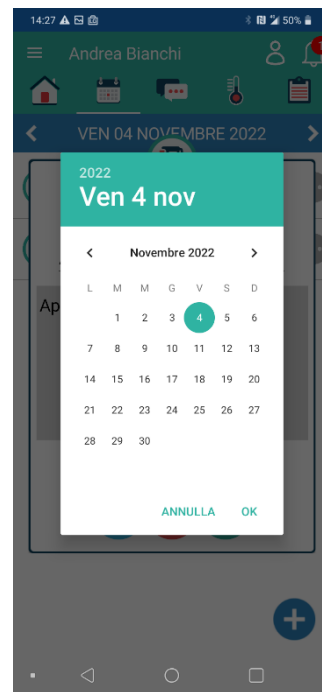 14:27 50%
Andrea Bianchi
VEN 04 NOVEMBRE 2022
2022
Ven 4 nov
Novembre 2022
L M M G V S D
1 2 3 4 5 6
7 8 9 10 11 12 13
14 15 16 17 18 19 20
21 22 23 24 25 26 27
28 29 30
Ap
ANNULLA OK